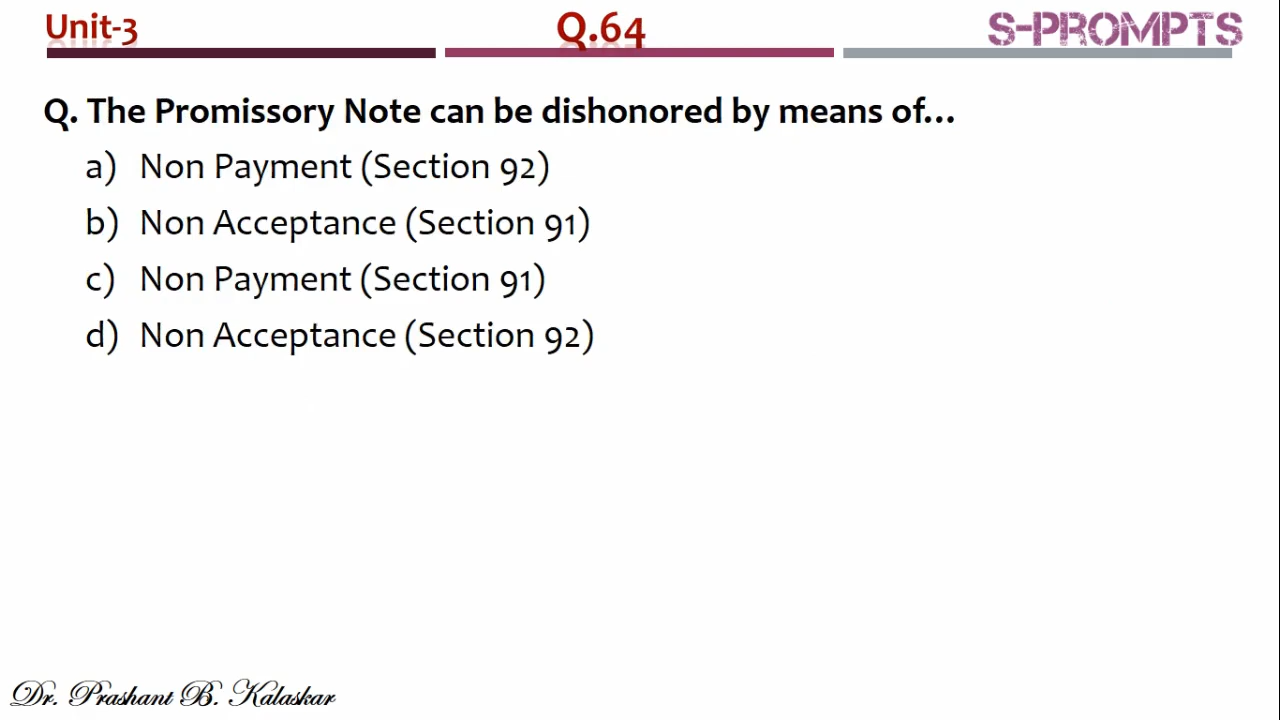 Unit-3
Q.64
S-PROMPTS
Q. The Promissory Note can be dishonored by means of...
a) Non Payment (Section 92)
b) Non Acceptance (Section 91)
c) Non Payment (Section 91)
d) Non Acceptance (Section 92)
Dr. Prashant B. Kalaskar